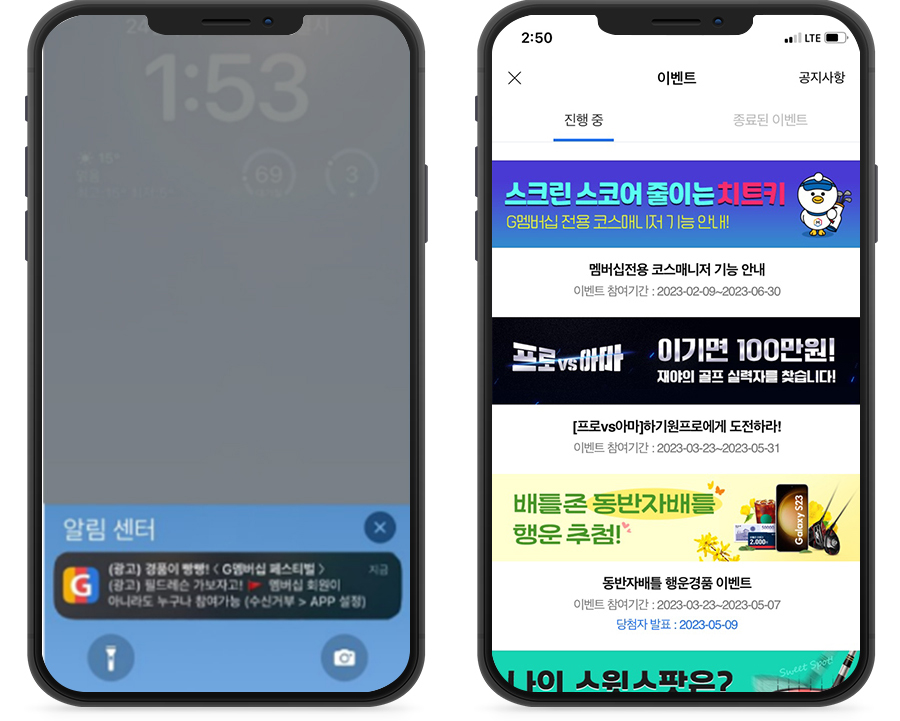 1:53
15°
69
3
알림 센터
(광고) 경품이 빵빵! < G멤버십 페스티벌 >
지금
(광고) 필드레슨 가보자고! 🚩 멤버십 회원이
아니라도 누구나 참여가능 (수신거부 > APP 설정)
G
2:50
LTE
이벤트
공지사항
진행 중
종료된 이벤트
스크린 스코어 줄이는 치트키
G멤버십 전용 코스매니저 기능 안내!
멤버십전용 코스매니저 기능 안내
이벤트 참여기간 : 2023-02-09~2023-06-30
프로vs아마
이기면 100만원!
재야의 골프 실력자를 찾습니다!
[프로vs아마]하기원프로에게 도전하라!
이벤트 참여기간 : 2023-03-23~2023-05-31
배틀존 동반자배틀
행운 추첨!
2,000
Galaxy S23
동반자배틀 행운경품 이벤트
이벤트 참여기간 : 2023-03-23~2023-05-07
당첨자 발표 : 2023-05-09
나의 스윙스팟은?
Sweet Spot!